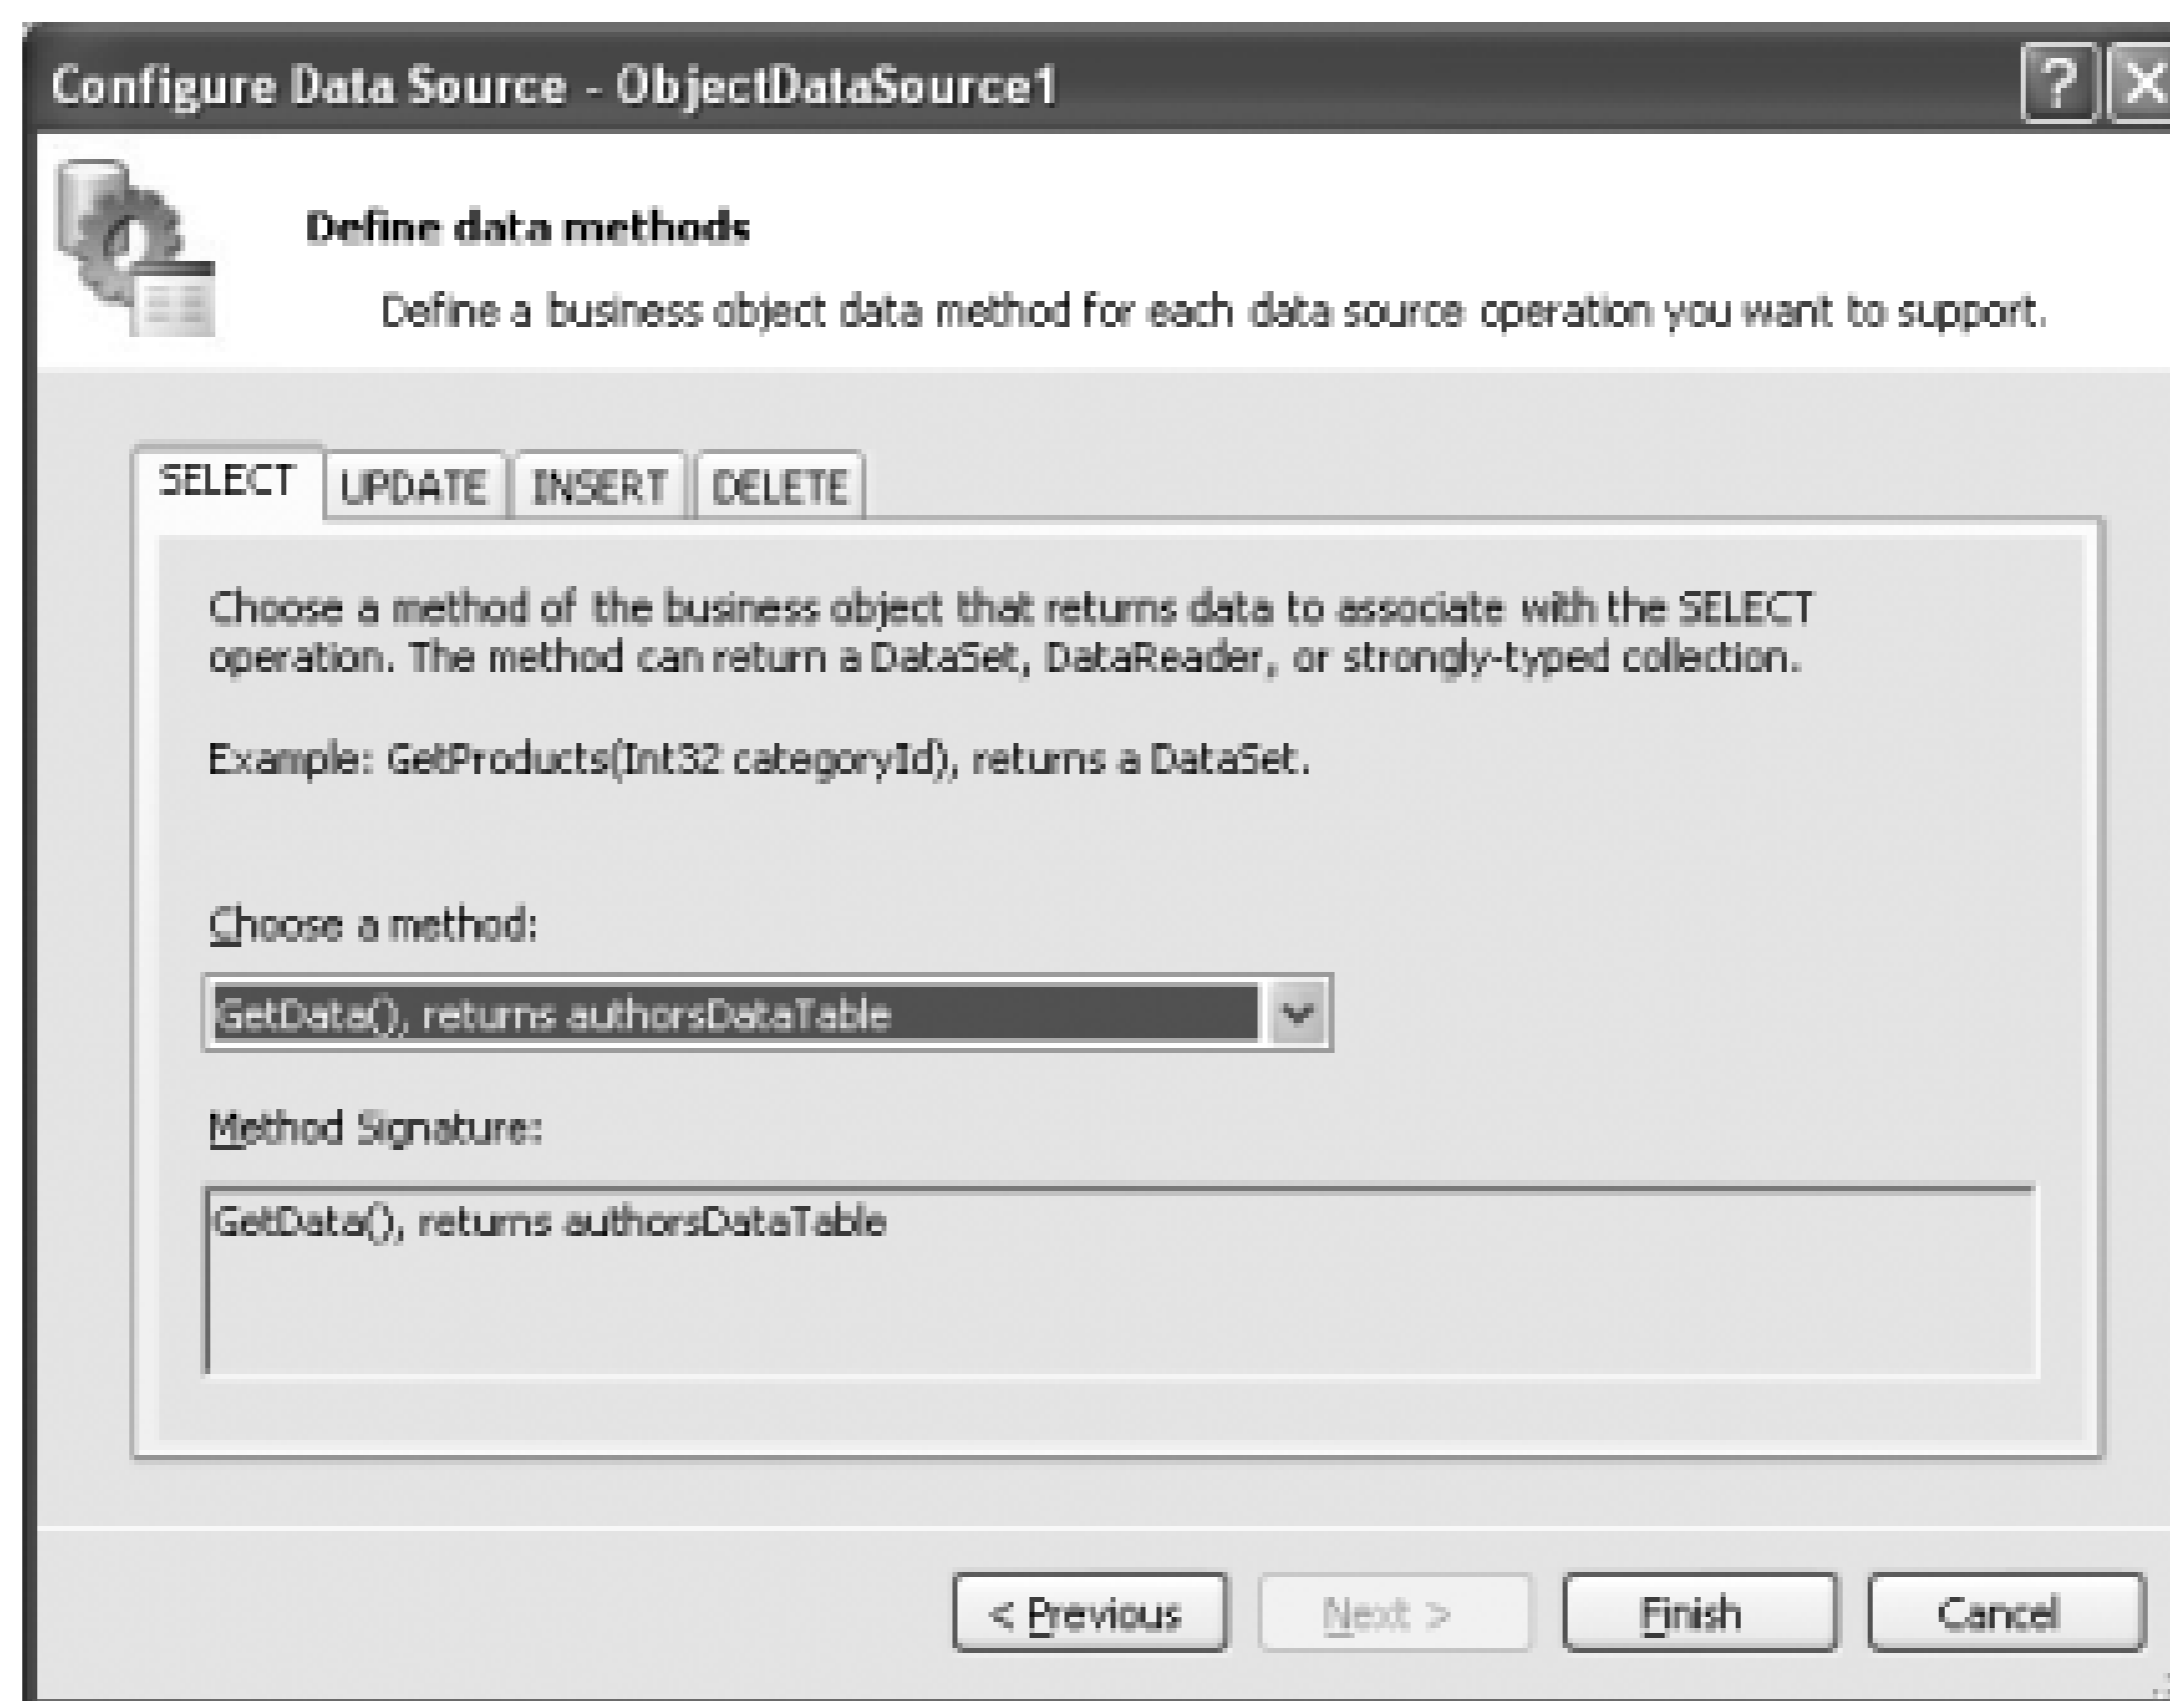 Configure Data Source - ObjectDataSource1
Define data methods
Define a business object data method for each data source operation you want to support.
SELECT UPDATE INSERT DELETE
Choose a method of the business object that returns data to associate with the SELECT
operation. The method can return a DataSet, DataReader, or strongly-typed collection.
Example: GetProducts(Int32 categoryId), returns a DataSet.
Choose a method:
GetData(), returns authorsDataTable
Method Signature:
GetData(), returns authorsDataTable
< Previous Next > Finish Cancel